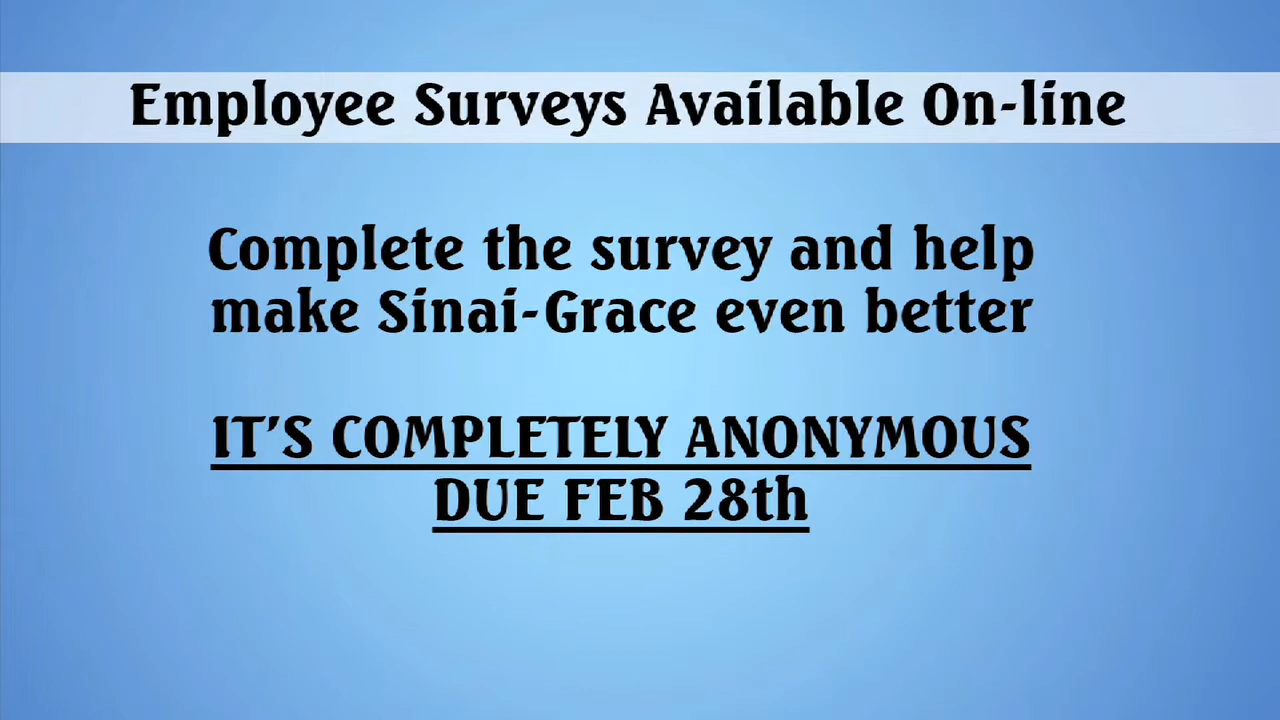 Employee Surveys Available On-line
Complete the survey and help
make Sinai-Grace even better
IT'S COMPLETELY ANONYMOUS
DUE FEB 28th